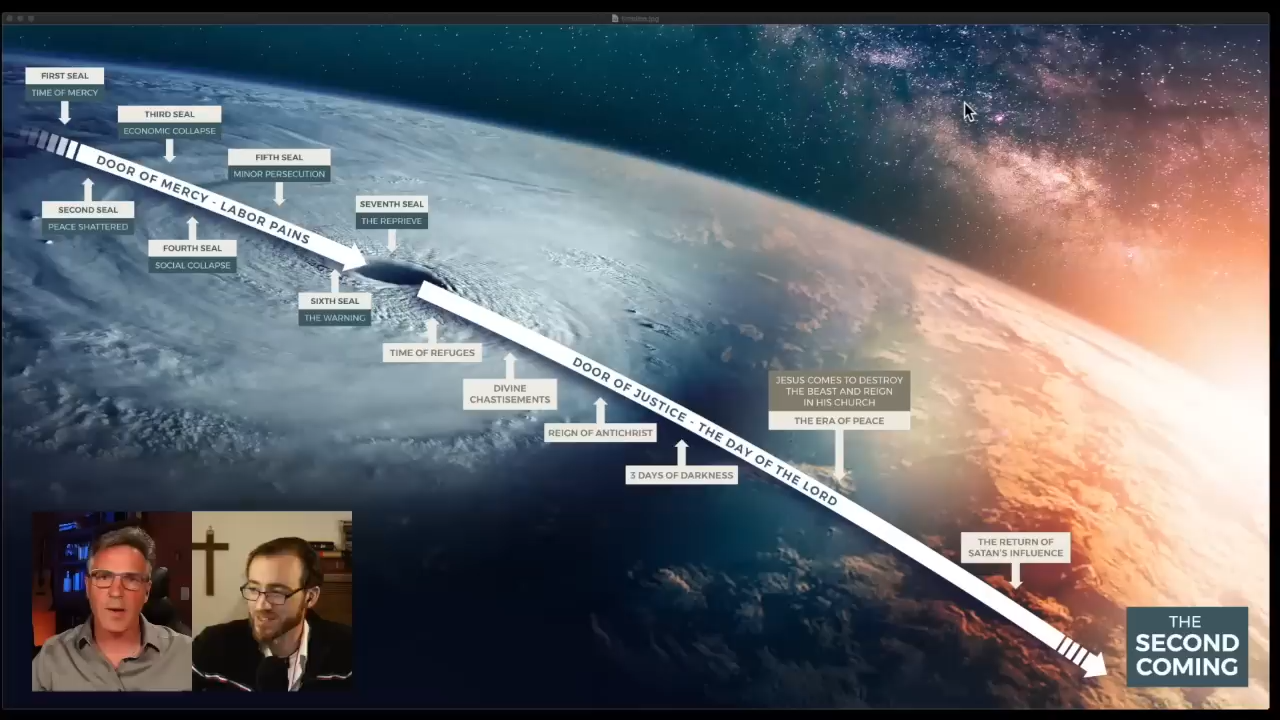 timeline.jpg
FIRST SEAL
TIME OF MERCY
THIRD SEAL
ECONOMIC COLLAPSE
FIFTH SEAL
MINOR PERSECUTION
SEVENTH SEAL
THE REPRIEVE
DOOR OF MERCY - LABOR PAINS
SECOND SEAL
PEACE SHATTERED
FOURTH SEAL
SOCIAL COLLAPSE
SIXTH SEAL
THE WARNING
TIME OF REFUGES
DIVINE
CHASTISEMENTS
REIGN OF ANTICHRIST
3 DAYS OF DARKNESS
DOOR OF JUSTICE - THE DAY OF THE LORD
JESUS COMES TO DESTROY
THE BEAST AND REIGN
IN HIS CHURCH
THE ERA OF PEACE
THE RETURN OF
SATAN'S INFLUENCE
THE
SECOND
COMING